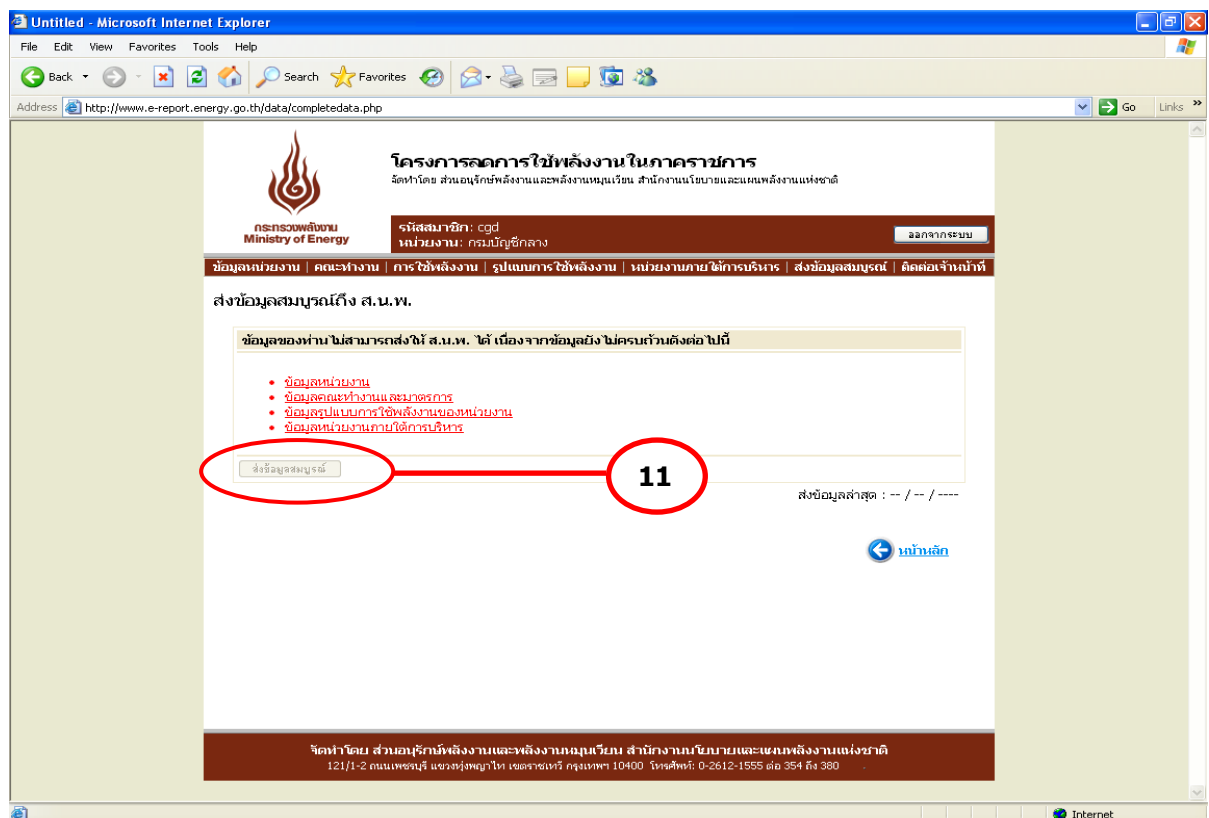 Untitled - Microsoft Internet Explorer
File Edit View Favorites Tools Help
Back Search Favorites
Address http://www.e-report.energy.go.th/data/completedata.php Go Links »
โครงการลดการใช้พลังงานในภาคราชการ
จัดทำโดย ส่วนอนุรักษ์พลังงานและพลังงานหมุนเวียน สำนักงานนโยบายและแผนพลังงานแห่งชาติ
กระทรวงพลังงาน
Ministry of Energy
รหัสสมาชิก: cgd
หน่วยงาน: กรมบัญชีกลาง
ออกจากระบบ
ข้อมูลหน่วยงาน | คณะทำงาน | การใช้พลังงาน | รูปแบบการใช้พลังงาน | หน่วยงานภายใต้การบริหาร | ส่งข้อมูลสมบูรณ์ | ติดต่อเจ้าหน้าที่
ส่งข้อมูลสมบูรณ์ถึง ส.น.พ.
ข้อมูลของท่านไม่สามารถส่งให้ ส.น.พ. ได้ เนื่องจากข้อมูลยังไม่ครบถ้วนดังต่อไปนี้
• ข้อมูลหน่วยงาน
• ข้อมูลคณะทำงานและมาตรการ
• ข้อมูลรูปแบบการใช้พลังงานของหน่วยงาน
• ข้อมูลหน่วยงานภายใต้การบริหาร
ส่งข้อมูลสมบูรณ์
11
ส่งข้อมูลล่าสุด : -- / -- / ----
หน้าหลัก
จัดทำโดย ส่วนอนุรักษ์พลังงานและพลังงานหมุนเวียน สำนักงานนโยบายและแผนพลังงานแห่งชาติ
121/1-2 ถนนเพชรบุรี แขวงทุ่งพญาไท เขตราชเทวี กรุงเทพฯ 10400 โทรศัพท์: 0-2612-1555 ต่อ 354 ถึง 380
Internet